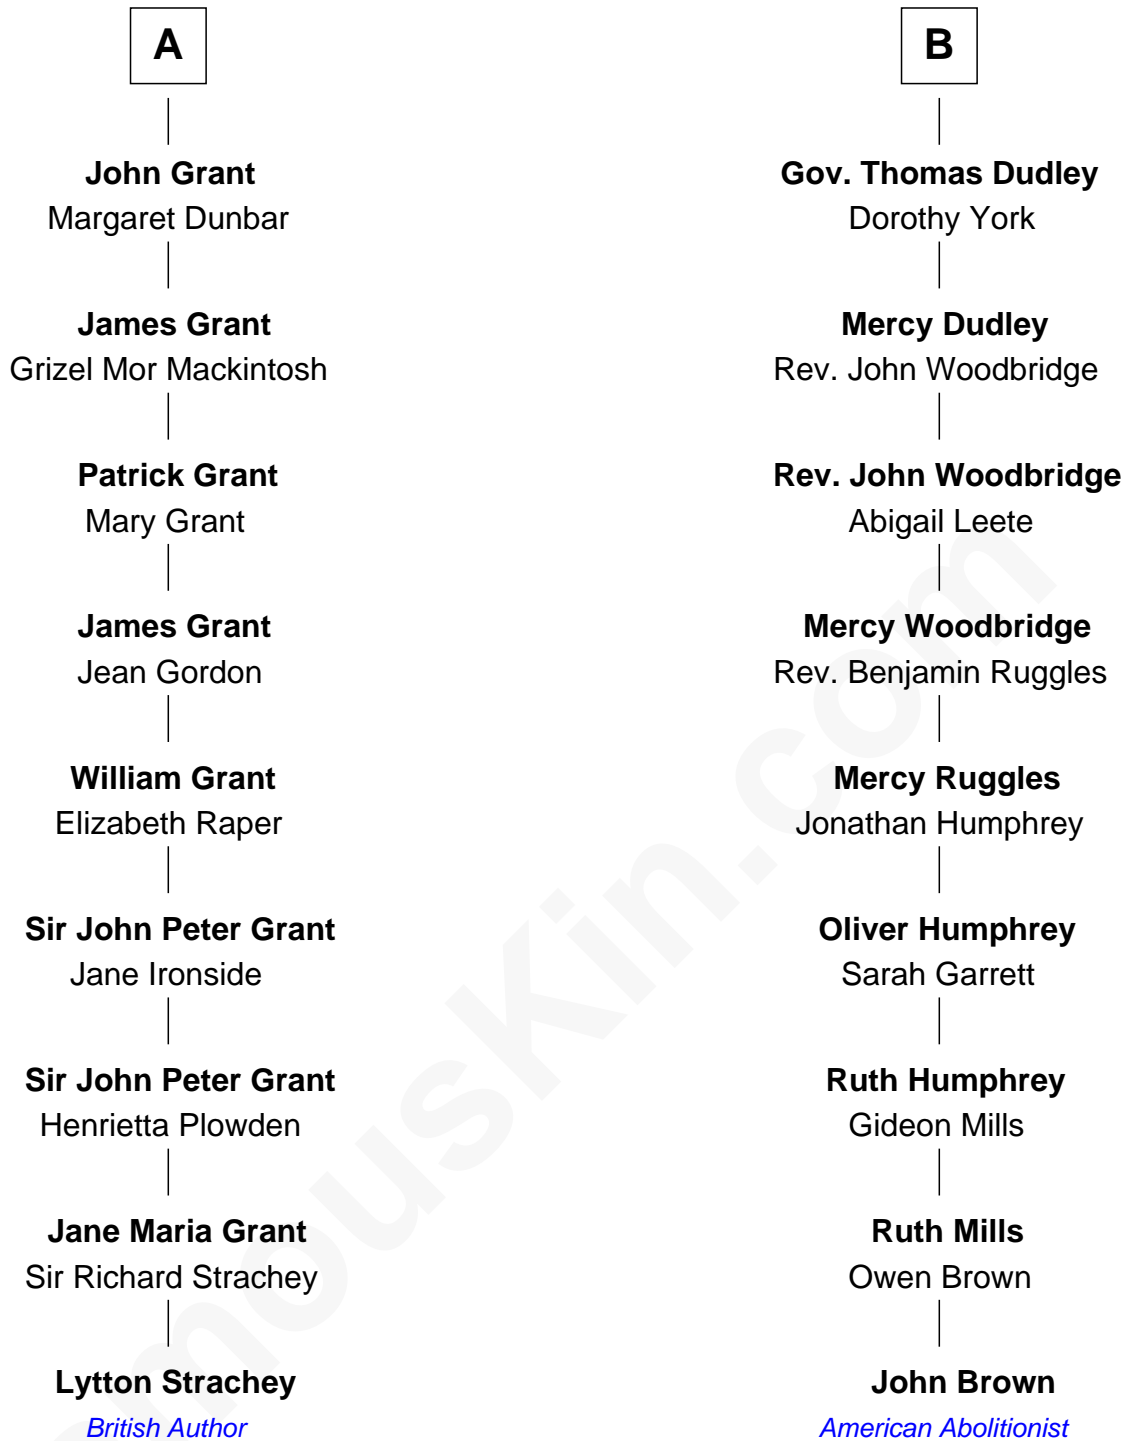 A
John Grant
Margaret Dunbar
James Grant
Grizel Mor Mackintosh
Patrick Grant
Mary Grant
James Grant
Jean Gordon
William Grant
Elizabeth Raper
Sir John Peter Grant
Jane Ironside
Sir John Peter Grant
Henrietta Plowden
Jane Maria Grant
Sir Richard Strachey
Lytton Strachey
British Author
B
Gov. Thomas Dudley
Dorothy York
Mercy Dudley
Rev. John Woodbridge
Rev. John Woodbridge
Abigail Leete
Mercy Woodbridge
Rev. Benjamin Ruggles
Mercy Ruggles
Jonathan Humphrey
Oliver Humphrey
Sarah Garrett
Ruth Humphrey
Gideon Mills
Ruth Mills
Owen Brown
John Brown
American Abolitionist
mouskin.com